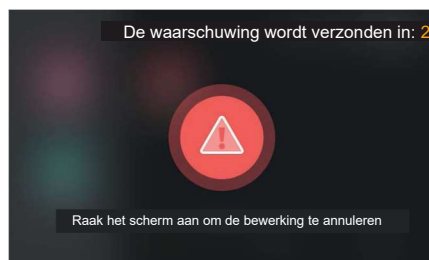 De waarschuwing wordt verzonden in: 2
Raak het scherm aan om de bewerking te annuleren